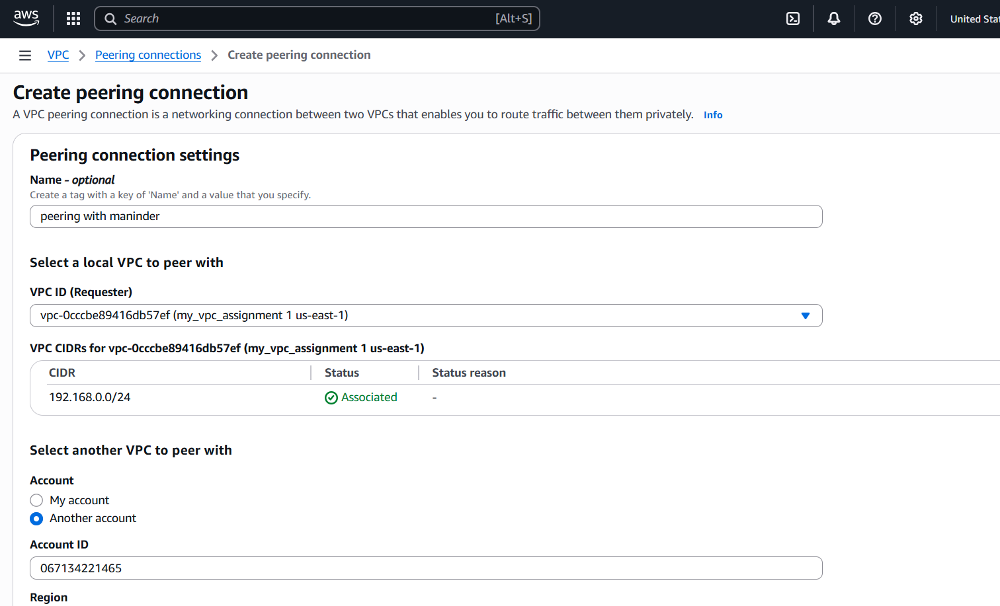 aws
Search [Alt+S]
United Stat
VPC Peering connections Create peering connection
Create peering connection
A VPC peering connection is a networking connection between two VPCs that enables you to route traffic between them privately. Info
Peering connection settings
Name - optional
Create a tag with a key of 'Name' and a value that you specify.
peering with maninder
Select a local VPC to peer with
VPC ID (Requester)
vpc-0cccbe89416db57ef (my_vpc_assignment 1 us-east-1)
VPC CIDRs for vpc-0cccbe89416db57ef (my_vpc_assignment 1 us-east-1)
CIDR Status Status reason
192.168.0.0/24 Associated -
Select another VPC to peer with
Account
My account
Another account
Account ID
067134221465
Region